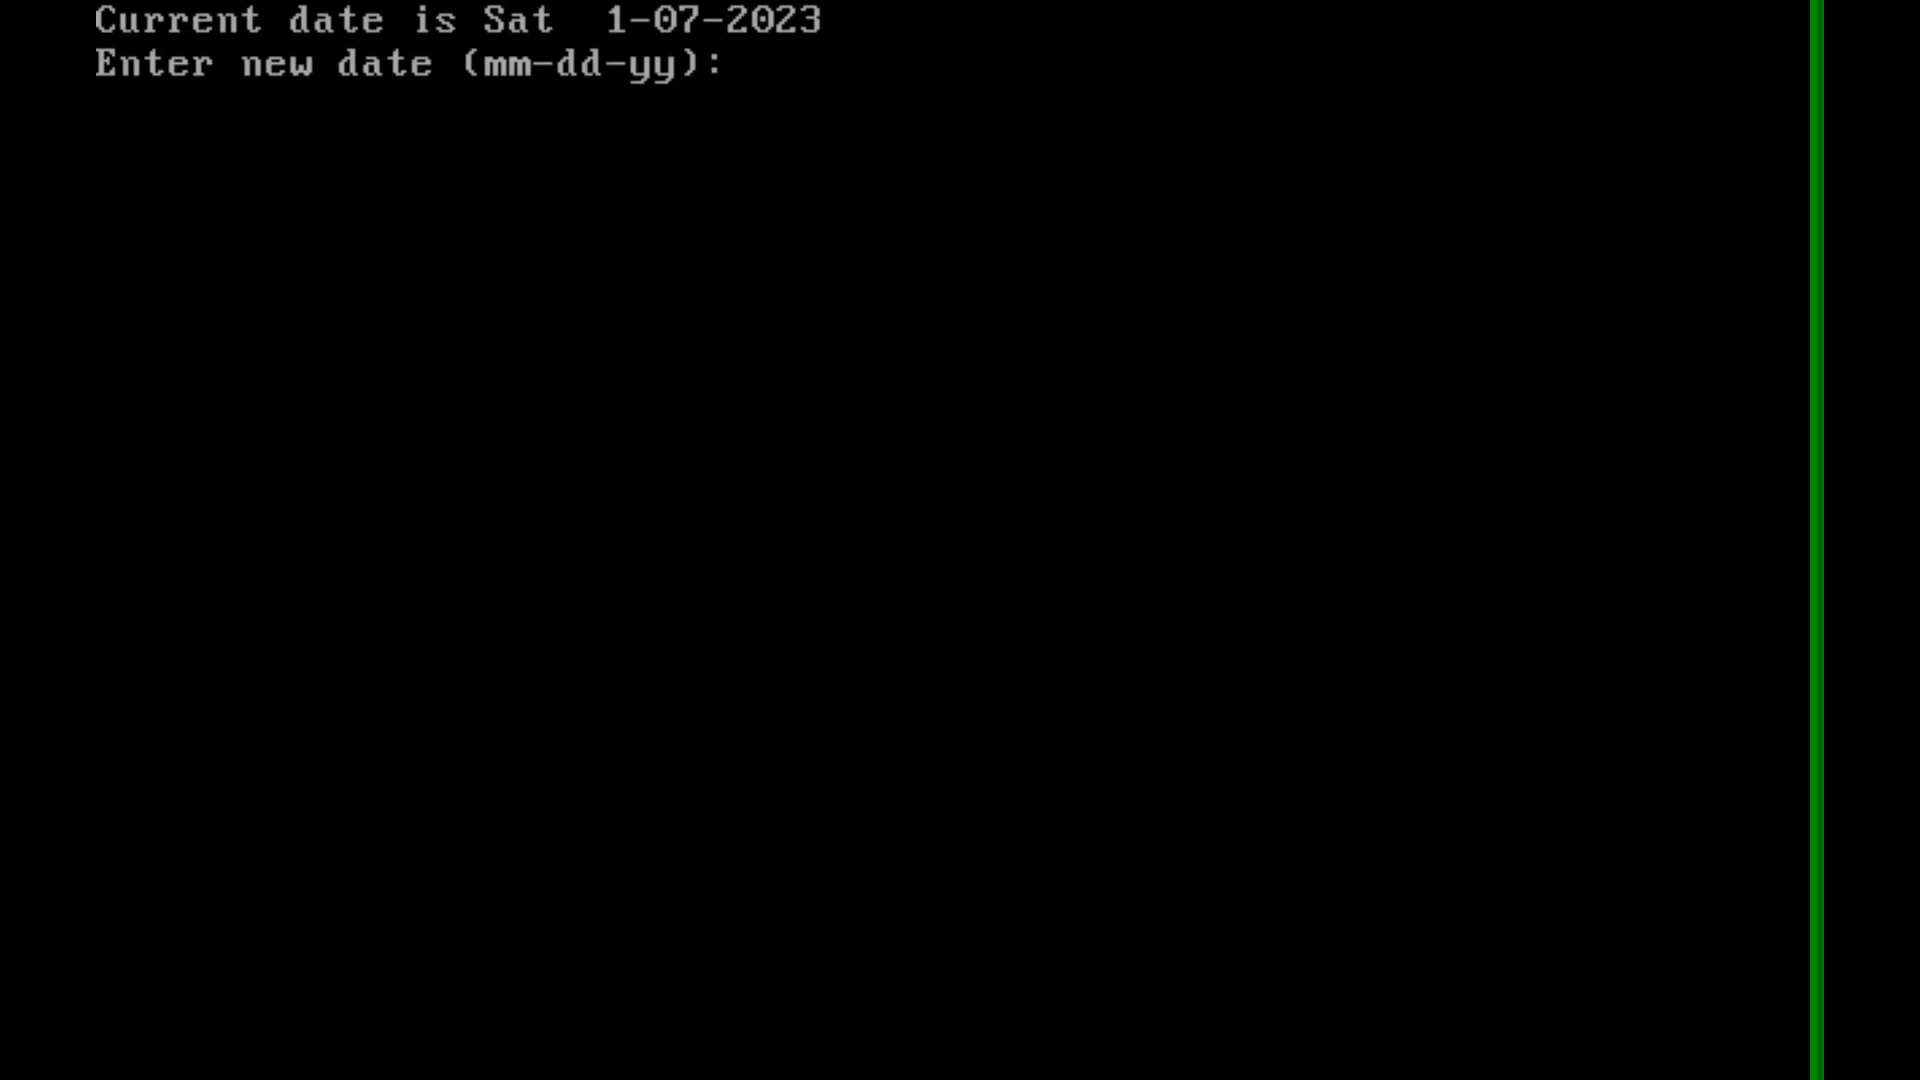 Current date is Sat  1-07-2023
Enter new date (mm-dd-yy):